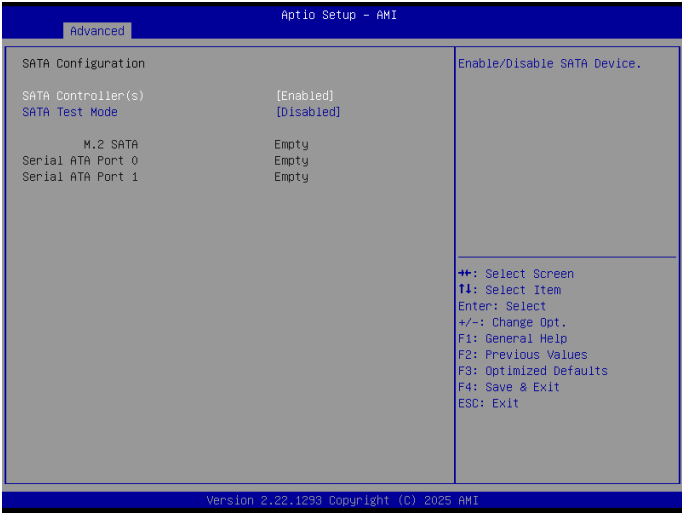 Aptio Setup – AMI
Advanced
SATA Configuration
SATA Controller(s) [Enabled]
SATA Test Mode [Disabled]
M.2 SATA Empty
Serial ATA Port 0 Empty
Serial ATA Port 1 Empty
Enable/Disable SATA Device.
→←: Select Screen
↑↓: Select Item
Enter: Select
+/-: Change Opt.
F1: General Help
F2: Previous Values
F3: Optimized Defaults
F4: Save & Exit
ESC: Exit
Version 2.22.1293 Copyright (C) 2025 AMI